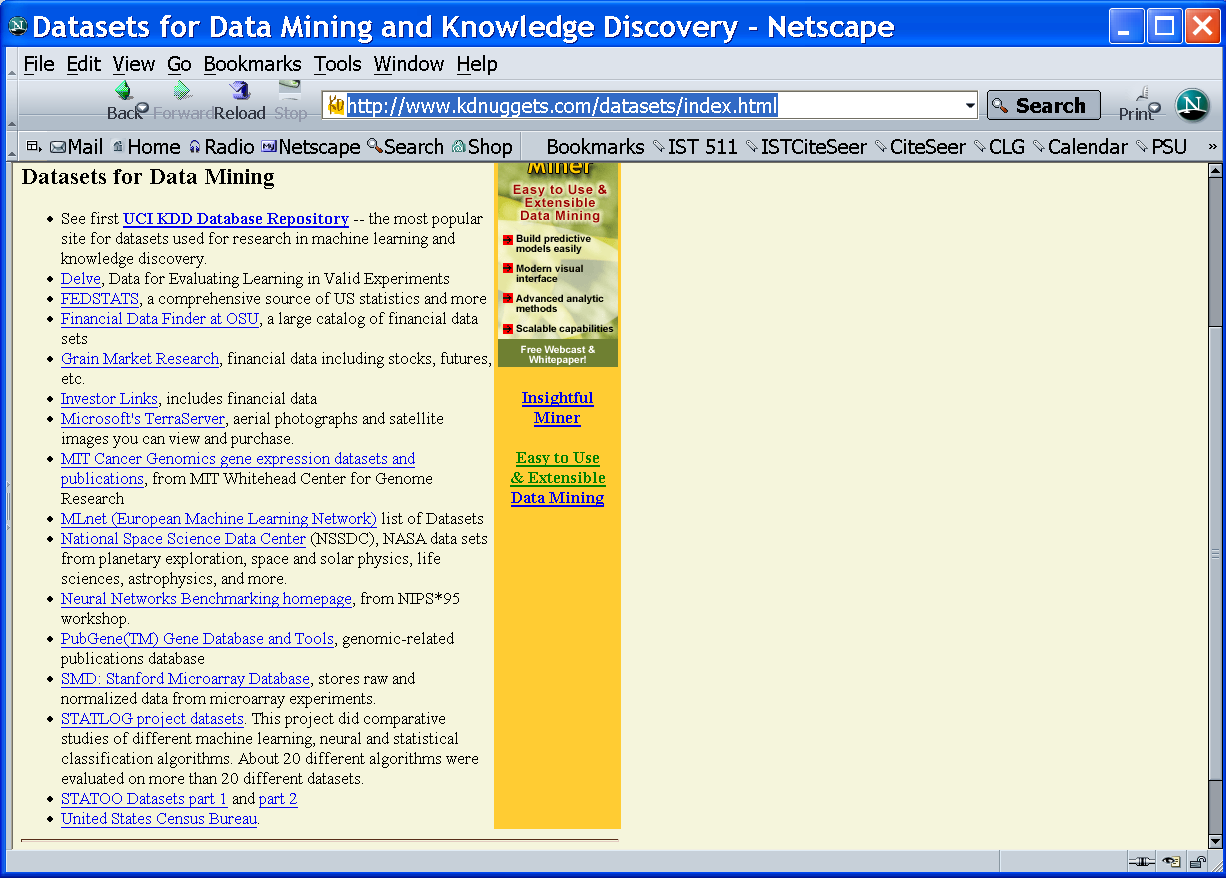 Datasets for Data Mining and Knowledge Discovery - Netscape
File Edit View Go Bookmarks Tools Window Help
Back Forward Reload Stop
http://www.kdnuggets.com/datasets/index.html
Search
Print
N
Mail Home Radio Netscape Search Shop Bookmarks IST 511 ISTCiteSeer CiteSeer CLG Calendar PSU »
Datasets for Data Mining
See first UCI KDD Database Repository -- the most popular
site for datasets used for research in machine learning and
knowledge discovery.
Delve, Data for Evaluating Learning in Valid Experiments
FEDSTATS, a comprehensive source of US statistics and more
Financial Data Finder at OSU, a large catalog of financial data
sets
Grain Market Research, financial data including stocks, futures,
etc.
Investor Links, includes financial data
Microsoft's TerraServer, aerial photographs and satellite
images you can view and purchase.
MIT Cancer Genomics gene expression datasets and
publications, from MIT Whitehead Center for Genome
Research
MLnet (European Machine Learning Network) list of Datasets
National Space Science Data Center (NSSDC), NASA data sets
from planetary exploration, space and solar physics, life
sciences, astrophysics, and more.
Neural Networks Benchmarking homepage, from NIPS*95
workshop.
PubGene(TM) Gene Database and Tools, genomic-related
publications database
SMD: Stanford Microarray Database, stores raw and
normalized data from microarray experiments.
STATLOG project datasets. This project did comparative
studies of different machine learning, neural and statistical
classification algorithms. About 20 different algorithms were
evaluated on more than 20 different datasets.
STATOO Datasets part 1 and part 2
United States Census Bureau.
Miner
Easy to Use &
Extensible
Data Mining
Build predictive
models easily
Modern visual
interface
Advanced analytic
methods
Scalable capabilities
Free Webcast &
Whitepaper!
Insightful
Miner
Easy to Use
& Extensible
Data Mining